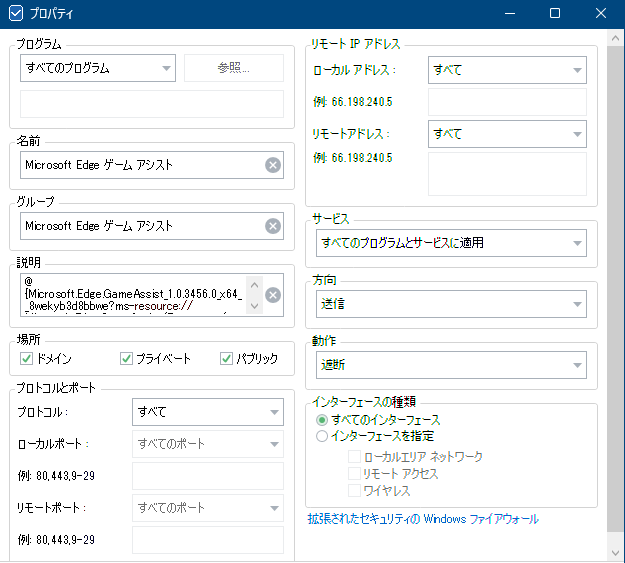 プロパティ
プログラム
すべてのプログラム
参照...
名前
Microsoft Edge ゲーム アシスト
グループ
Microsoft Edge ゲーム アシスト
説明
@
{Microsoft.Edge.GameAssist_1.0.3456.0_x64_
_8wekyb3d8bbwe?ms-resource://
場所
ドメイン
プライベート
パブリック
プロトコルとポート
プロトコル：
すべて
ローカルポート：
すべてのポート
例: 80,443,9-29
リモートポート：
すべてのポート
例: 80,443,9-29
リモート IP アドレス
ローカル アドレス：
すべて
例: 66.198.240.5
リモートアドレス：
すべて
例: 66.198.240.5
サービス
すべてのプログラムとサービスに適用
方向
送信
動作
遮断
インターフェースの種類
すべてのインターフェース
インターフェースを指定
ローカルエリア ネットワーク
リモート アクセス
ワイヤレス
拡張されたセキュリティの Windows ファイアウォール